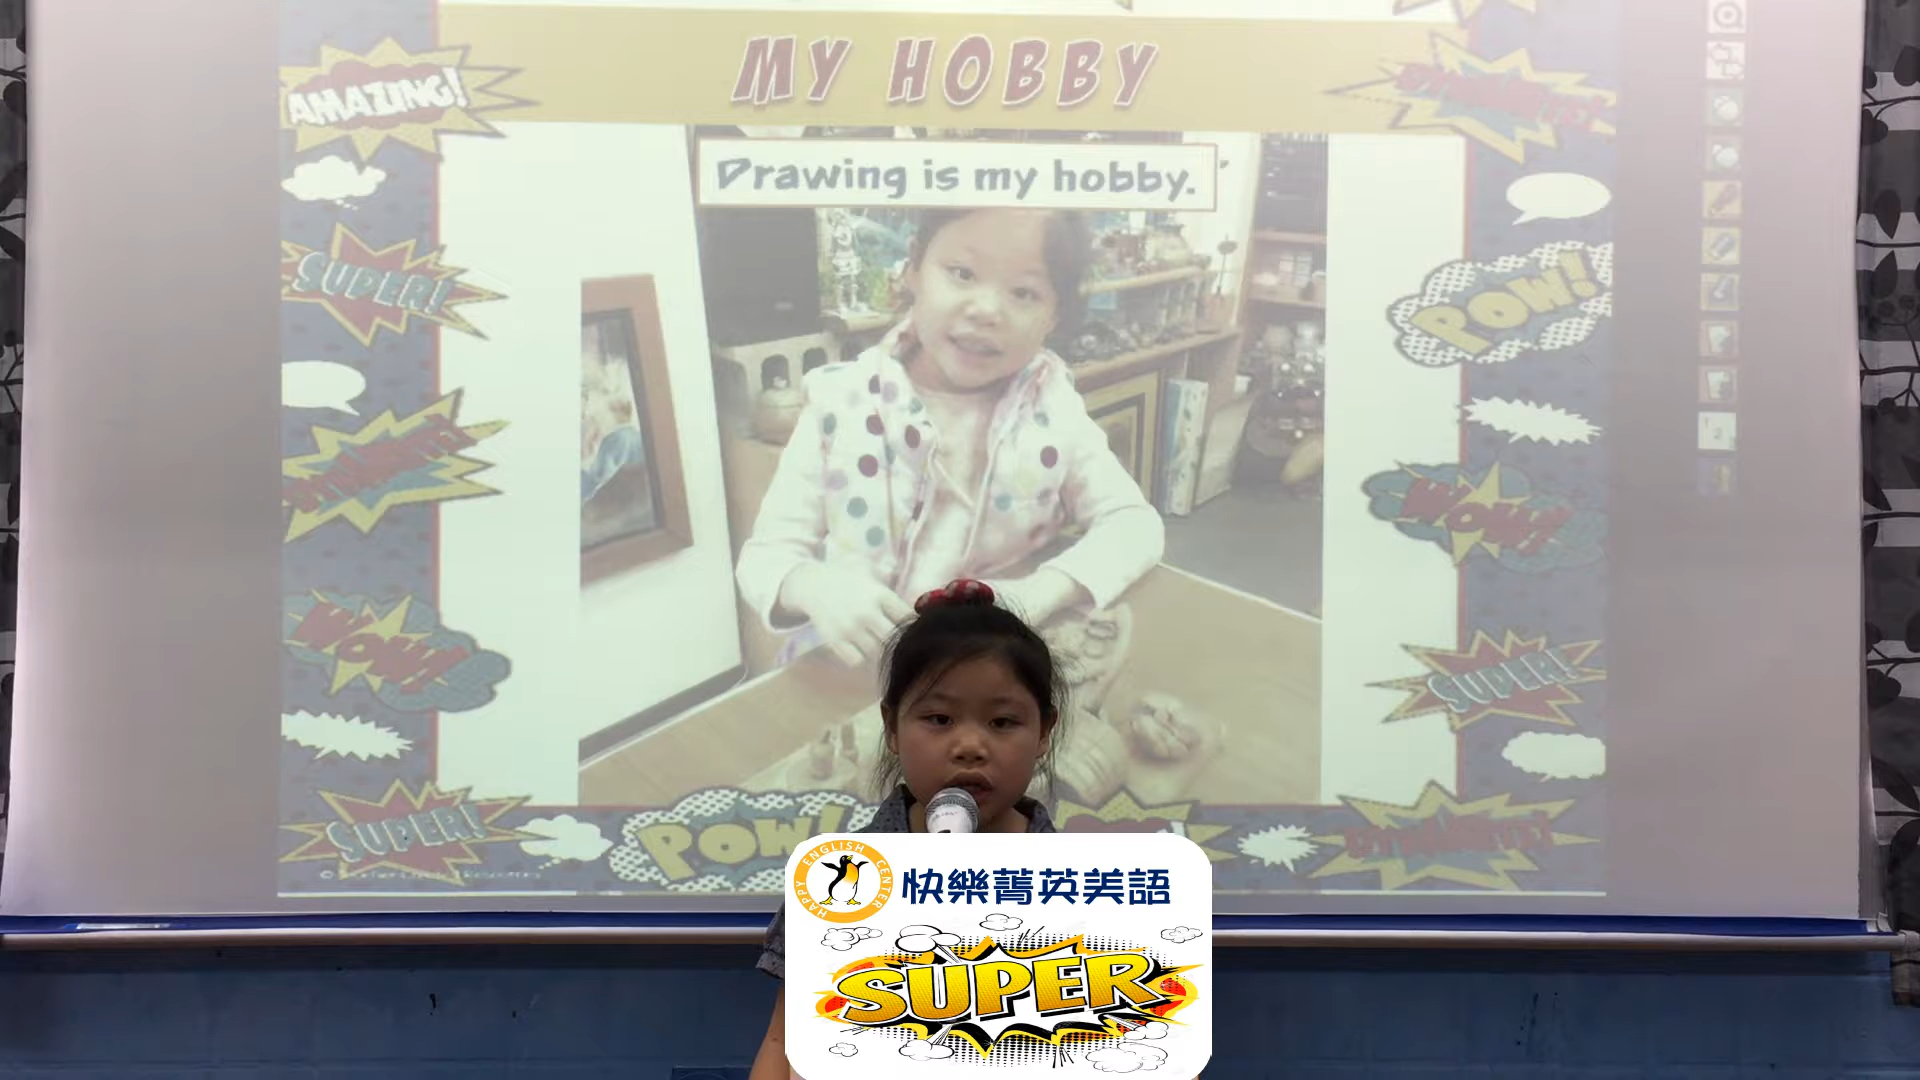 MY HOBBY
AMAZING!
Drawing is my hobby.
SUPER!
POW!
WOW!
WOW!
SUPER!
SUPER!
POW!
HAPPY ENGLISH CENTER
快樂菁英美語
SUPER